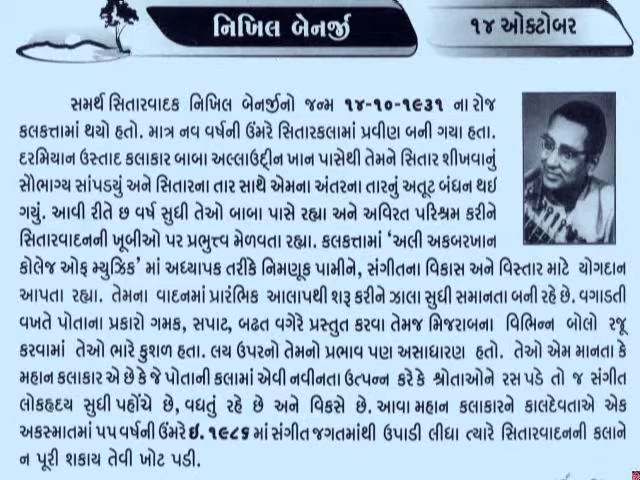 નિખિલ બેનર્જી
૧૪ ઓક્ટોબર
સમર્થ સિતારવાદક નિખિલ બેનર્જીનો જન્મ ૧૪-૧૦-૧૯૩૧ ના રોજ
કલકત્તામાં થયો હતો. માત્ર નવ વર્ષની ઉંમરે સિતારકલામાં પ્રવીણ બની ગયા હતા.
દરમિયાન ઉસ્તાદ કલાકાર બાબા અલ્લાઉદ્દીન ખાન પાસેથી તેમને સિતાર શીખવાનું
સૌભાગ્ય સાંપડયું અને સિતારના તાર સાથે એમના અંતરના તારનું અતૂટ બંધન થઇ
ગયું. આવી રીતે છ વર્ષ સુધી તેઓ બાબા પાસે રહ્યા અને અવિરત પરિશ્રમ કરીને
સિતારવાદનની ખૂબીઓ પર પ્રભુત્ત્વ મેળવતા રહ્યા. કલકત્તામાં ‘અલી અકબરખાન
કોલેજ ઓફ મ્યુઝિક’ માં અધ્યાપક તરીકે નિમણૂક પામીને, સંગીતના વિકાસ અને વિસ્તાર માટે યોગદાન
આપતા રહ્યા. તેમના વાદનમાં પ્રારંભિક આલાપથી શરૂ કરીને ઝાલા સુધી સમાનતા બની રહે છે. વગાડતી
વખતે પોતાના પ્રકારો ગમક, સપાટ, બઢત વગેરે પ્રસ્તુત કરવા તેમજ મિજરાબના વિભિન્ન બોલો રજૂ
કરવામાં તેઓ ભારે કુશળ હતા. લય ઉપરનો તેમનો પ્રભાવ પણ અસાધારણ હતો. તેઓ એમ માનતા કે
મહાન કલાકાર એ છે કે જે પોતાની કલામાં એવી નવીનતા ઉત્પન્ન કરે કે શ્રોતાઓને રસ પડે તો જ સંગીત
લોકહૃદય સુધી પહોંચે છે, વધતું રહે છે અને વિકસે છે. આવા મહાન કલાકારને કાલદેવતાએ એક
અકસ્માતમાં ૫૫ વર્ષની ઉંમરે ઇ. ૧૯૮૬ માં સંગીત જગતમાંથી ઉપાડી લીધા ત્યારે સિતારવાદનની કલાને
ન પૂરી શકાય તેવી ખોટ પડી.